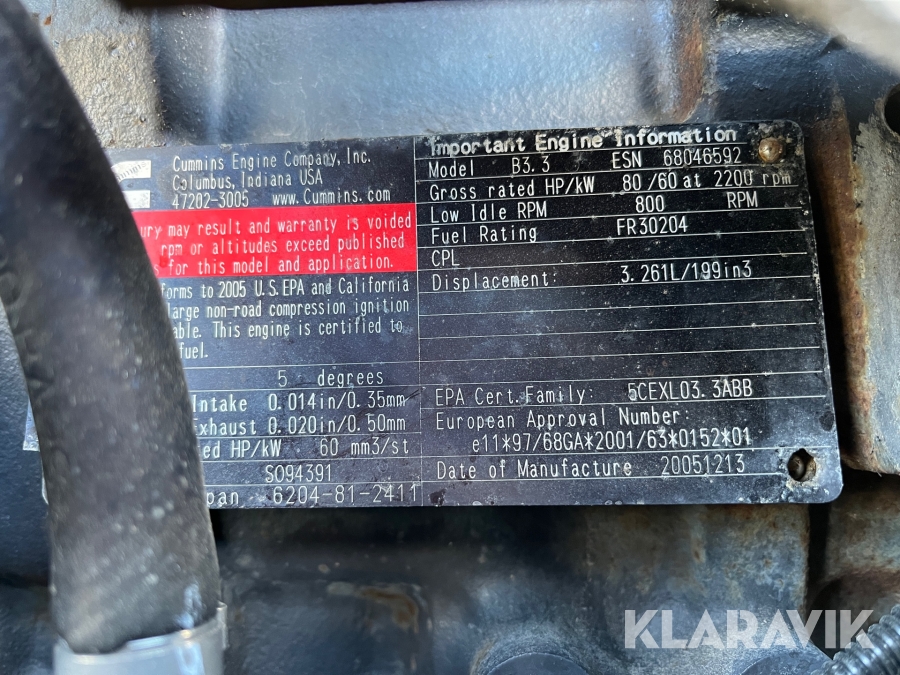 Cummins Engine Company, Inc.
Columbus, Indiana USA
47202-3005 www.Cummins.com
ury may result and warranty is voided
rpm or altitudes exceed published
s for this model and application.
forms to 2005 U.S. EPA and California
large non-road compression ignition
able. This engine is certified to
fuel.
5 degrees
Intake 0.014in/0.35mm
xhaust 0.020in/0.50mm
ed HP/kW 60 mm3/st
SO94391
pan 6204-81-2411
Important Engine Information
Model B3.3 ESN 68046592
Gross rated HP/kW 80/60 at 2200 rpm
Low Idle RPM 800 RPM
Fuel Rating FR30204
CPL
Displacement: 3.261L/199in3
EPA Cert.Family: 5CEXL03.3ABB
European Approval Number:
e11*97/68GA*2001/63*0152*01
Date of Manufacture 20051213
KLARAVIK